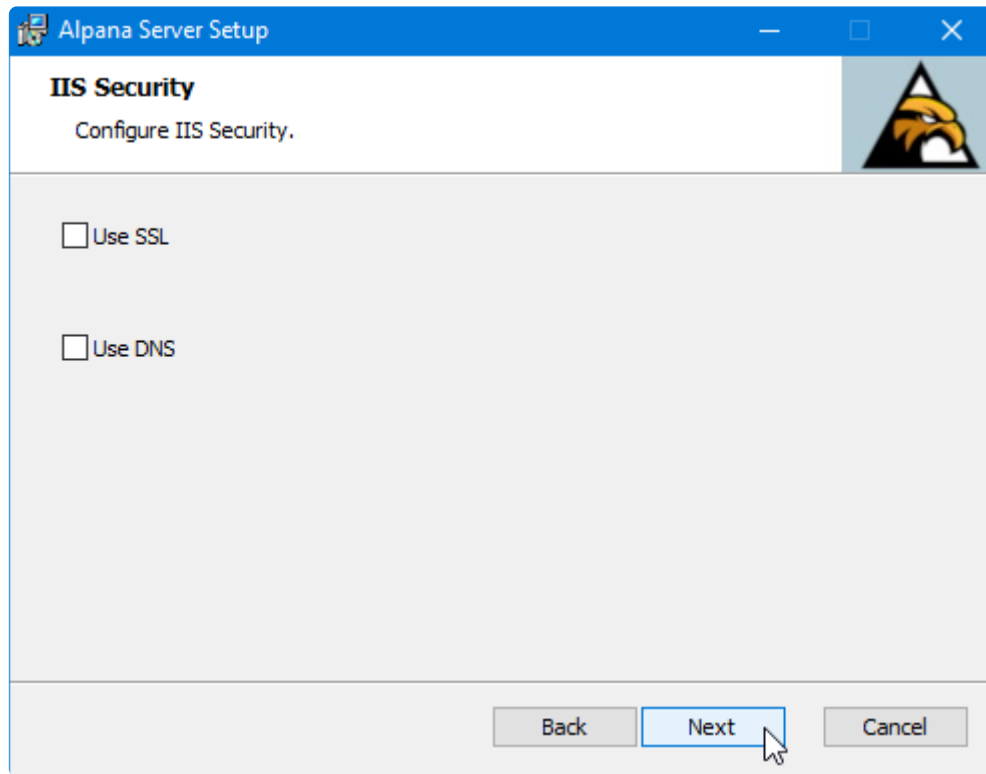 Alpana Server Setup
IIS Security
Configure IIS Security.
Use SSL
Use DNS
Back Next Cancel